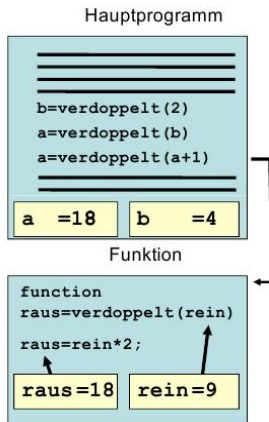 Hauptprogramm
b=verdoppelt(2)
a=verdoppelt(b)
a=verdoppelt(a+1)
a =18 b =4
Funktion
function
raus=verdoppelt(rein)
raus=rein*2;
raus=18 rein=9